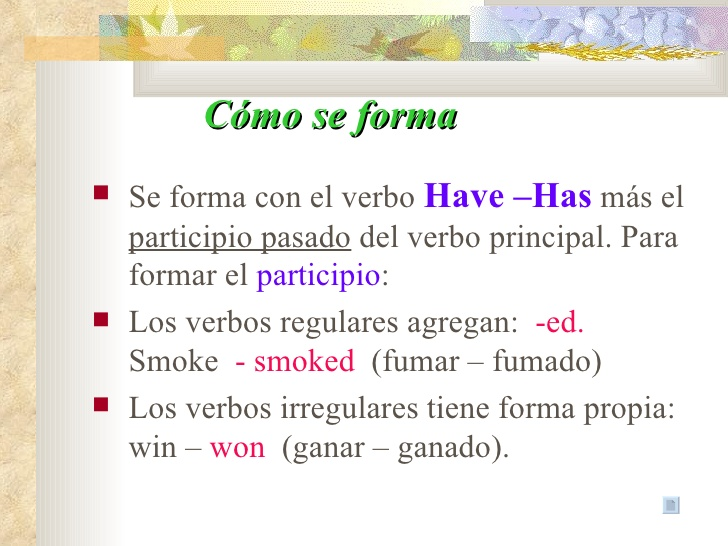 Cómo se forma
Se forma con el verbo Have –Has más el
participio pasado del verbo principal. Para
formar el participio:
Los verbos regulares agregan: -ed.
Smoke - smoked (fumar – fumado)
Los verbos irregulares tiene forma propia:
win – won (ganar – ganado).